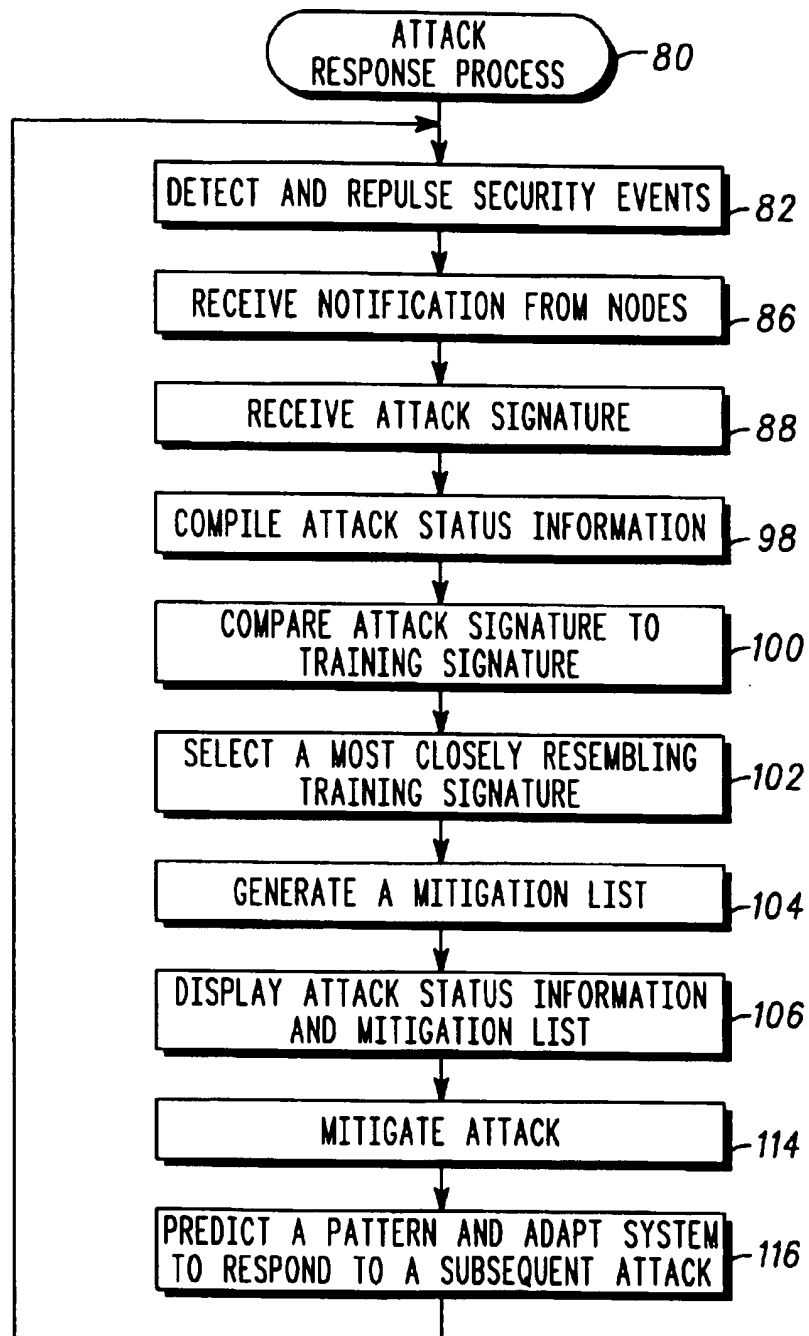 ATTACK
RESPONSE PROCESS
80
DETECT AND REPULSE SECURITY EVENTS
82
RECEIVE NOTIFICATION FROM NODES
86
RECEIVE ATTACK SIGNATURE
88
COMPILE ATTACK STATUS INFORMATION
98
COMPARE ATTACK SIGNATURE TO
TRAINING SIGNATURE
100
SELECT A MOST CLOSELY RESEMBLING
TRAINING SIGNATURE
102
GENERATE A MITIGATION LIST
104
DISPLAY ATTACK STATUS INFORMATION
AND MITIGATION LIST
106
MITIGATE ATTACK
114
PREDICT A PATTERN AND ADAPT SYSTEM
TO RESPOND TO A SUBSEQUENT ATTACK
116